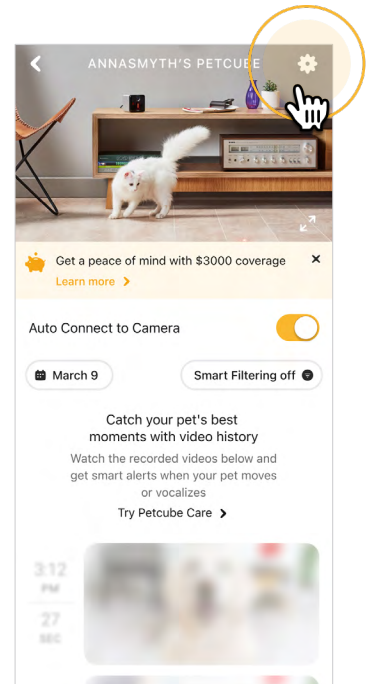 ANNASMYTH'S PETCUBE
Get a peace of mind with $3000 coverage
Learn more
Auto Connect to Camera
March 9
Smart Filtering off
Catch your pet's best
moments with video history
Watch the recorded videos below and
get smart alerts when your pet moves
or vocalizes
Try Petcube Care
3:12
PM
27
SEC